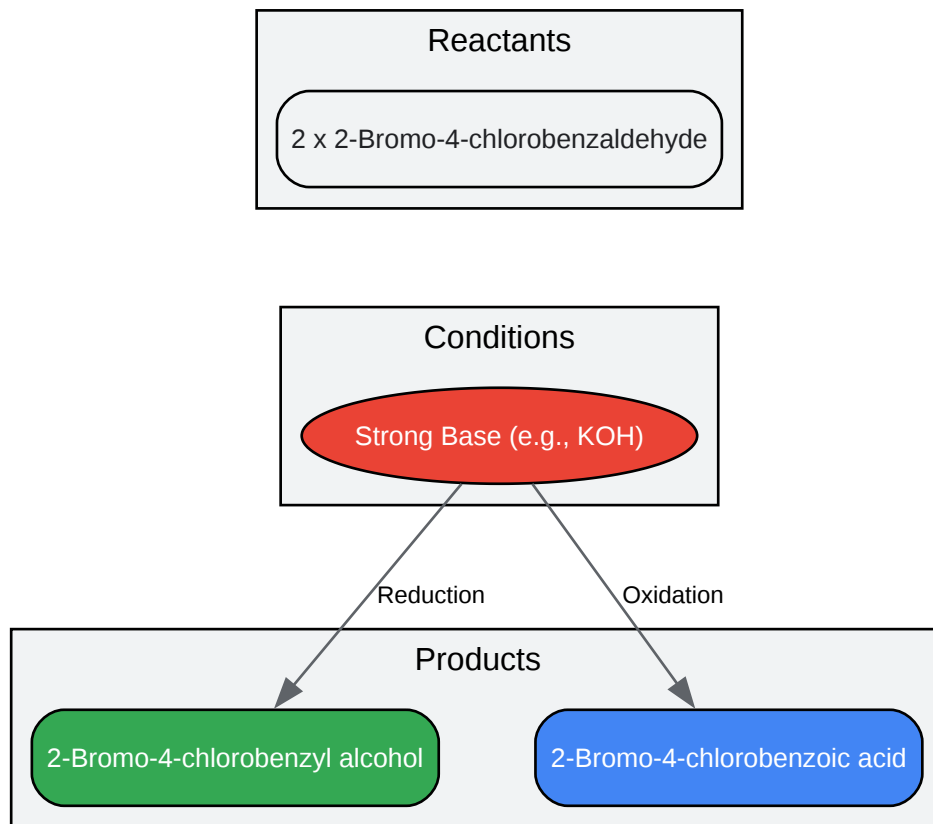 Reactants
2 x 2-Bromo-4-chlorobenzaldehyde
Conditions
Strong Base (e.g., KOH)
Reduction
Oxidation
Products
2-Bromo-4-chlorobenzyl alcohol
2-Bromo-4-chlorobenzoic acid